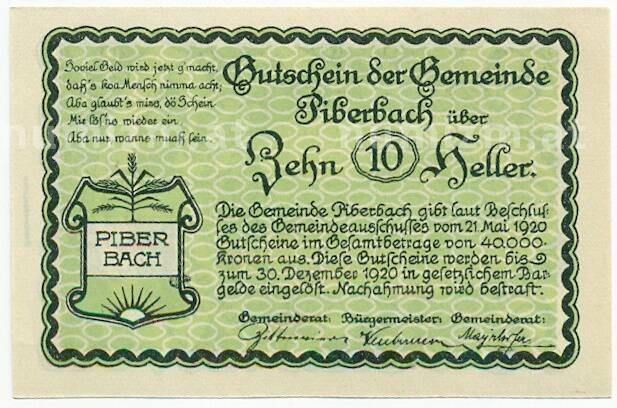 Soviel Geld wird jetzt g'macht,
daß's koa Mensch nimma acht;
Aba glaubt's mirs, dö Schein
Mir lös'ns wieder ein.
Aba nur, wanns muaß sein.
Gutschein der Gemeinde
Piberbach über
Zehn 10 Heller.
PIBER
BACH
Die Gemeinde Piberbach gibt laut Beschlus-
ses des Gemeindeausschusses vom 21. Mai 1920
Gutscheine im Gesamtbetrage von 40.000-
Kronen aus. Diese Gutscheine werden bis
zum 30. Dezember 1920 in gesetzlichem Bar-
gelde eingelöst. Nachahmung wird bestraft.
Gemeinderat: Bürgermeister: Gemeinderat: